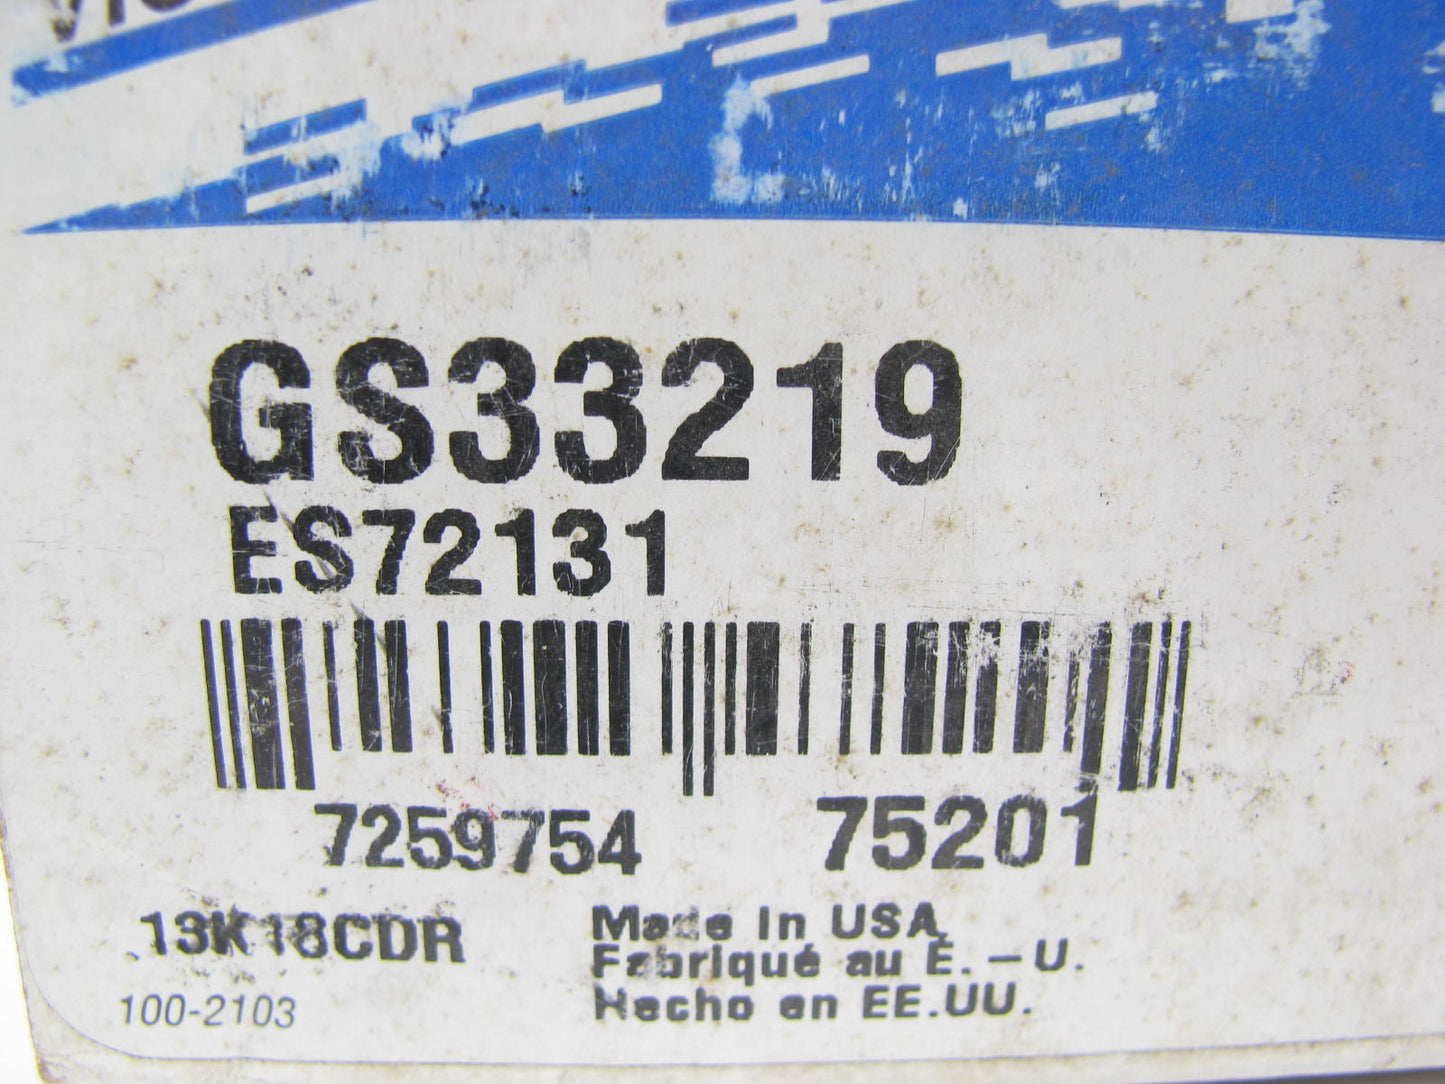 GS33219
ES72131
7259754 75201
13K18CDR
Made In USA
Fabriqué au É.-U.
Hecho en EE.UU.
100-2103